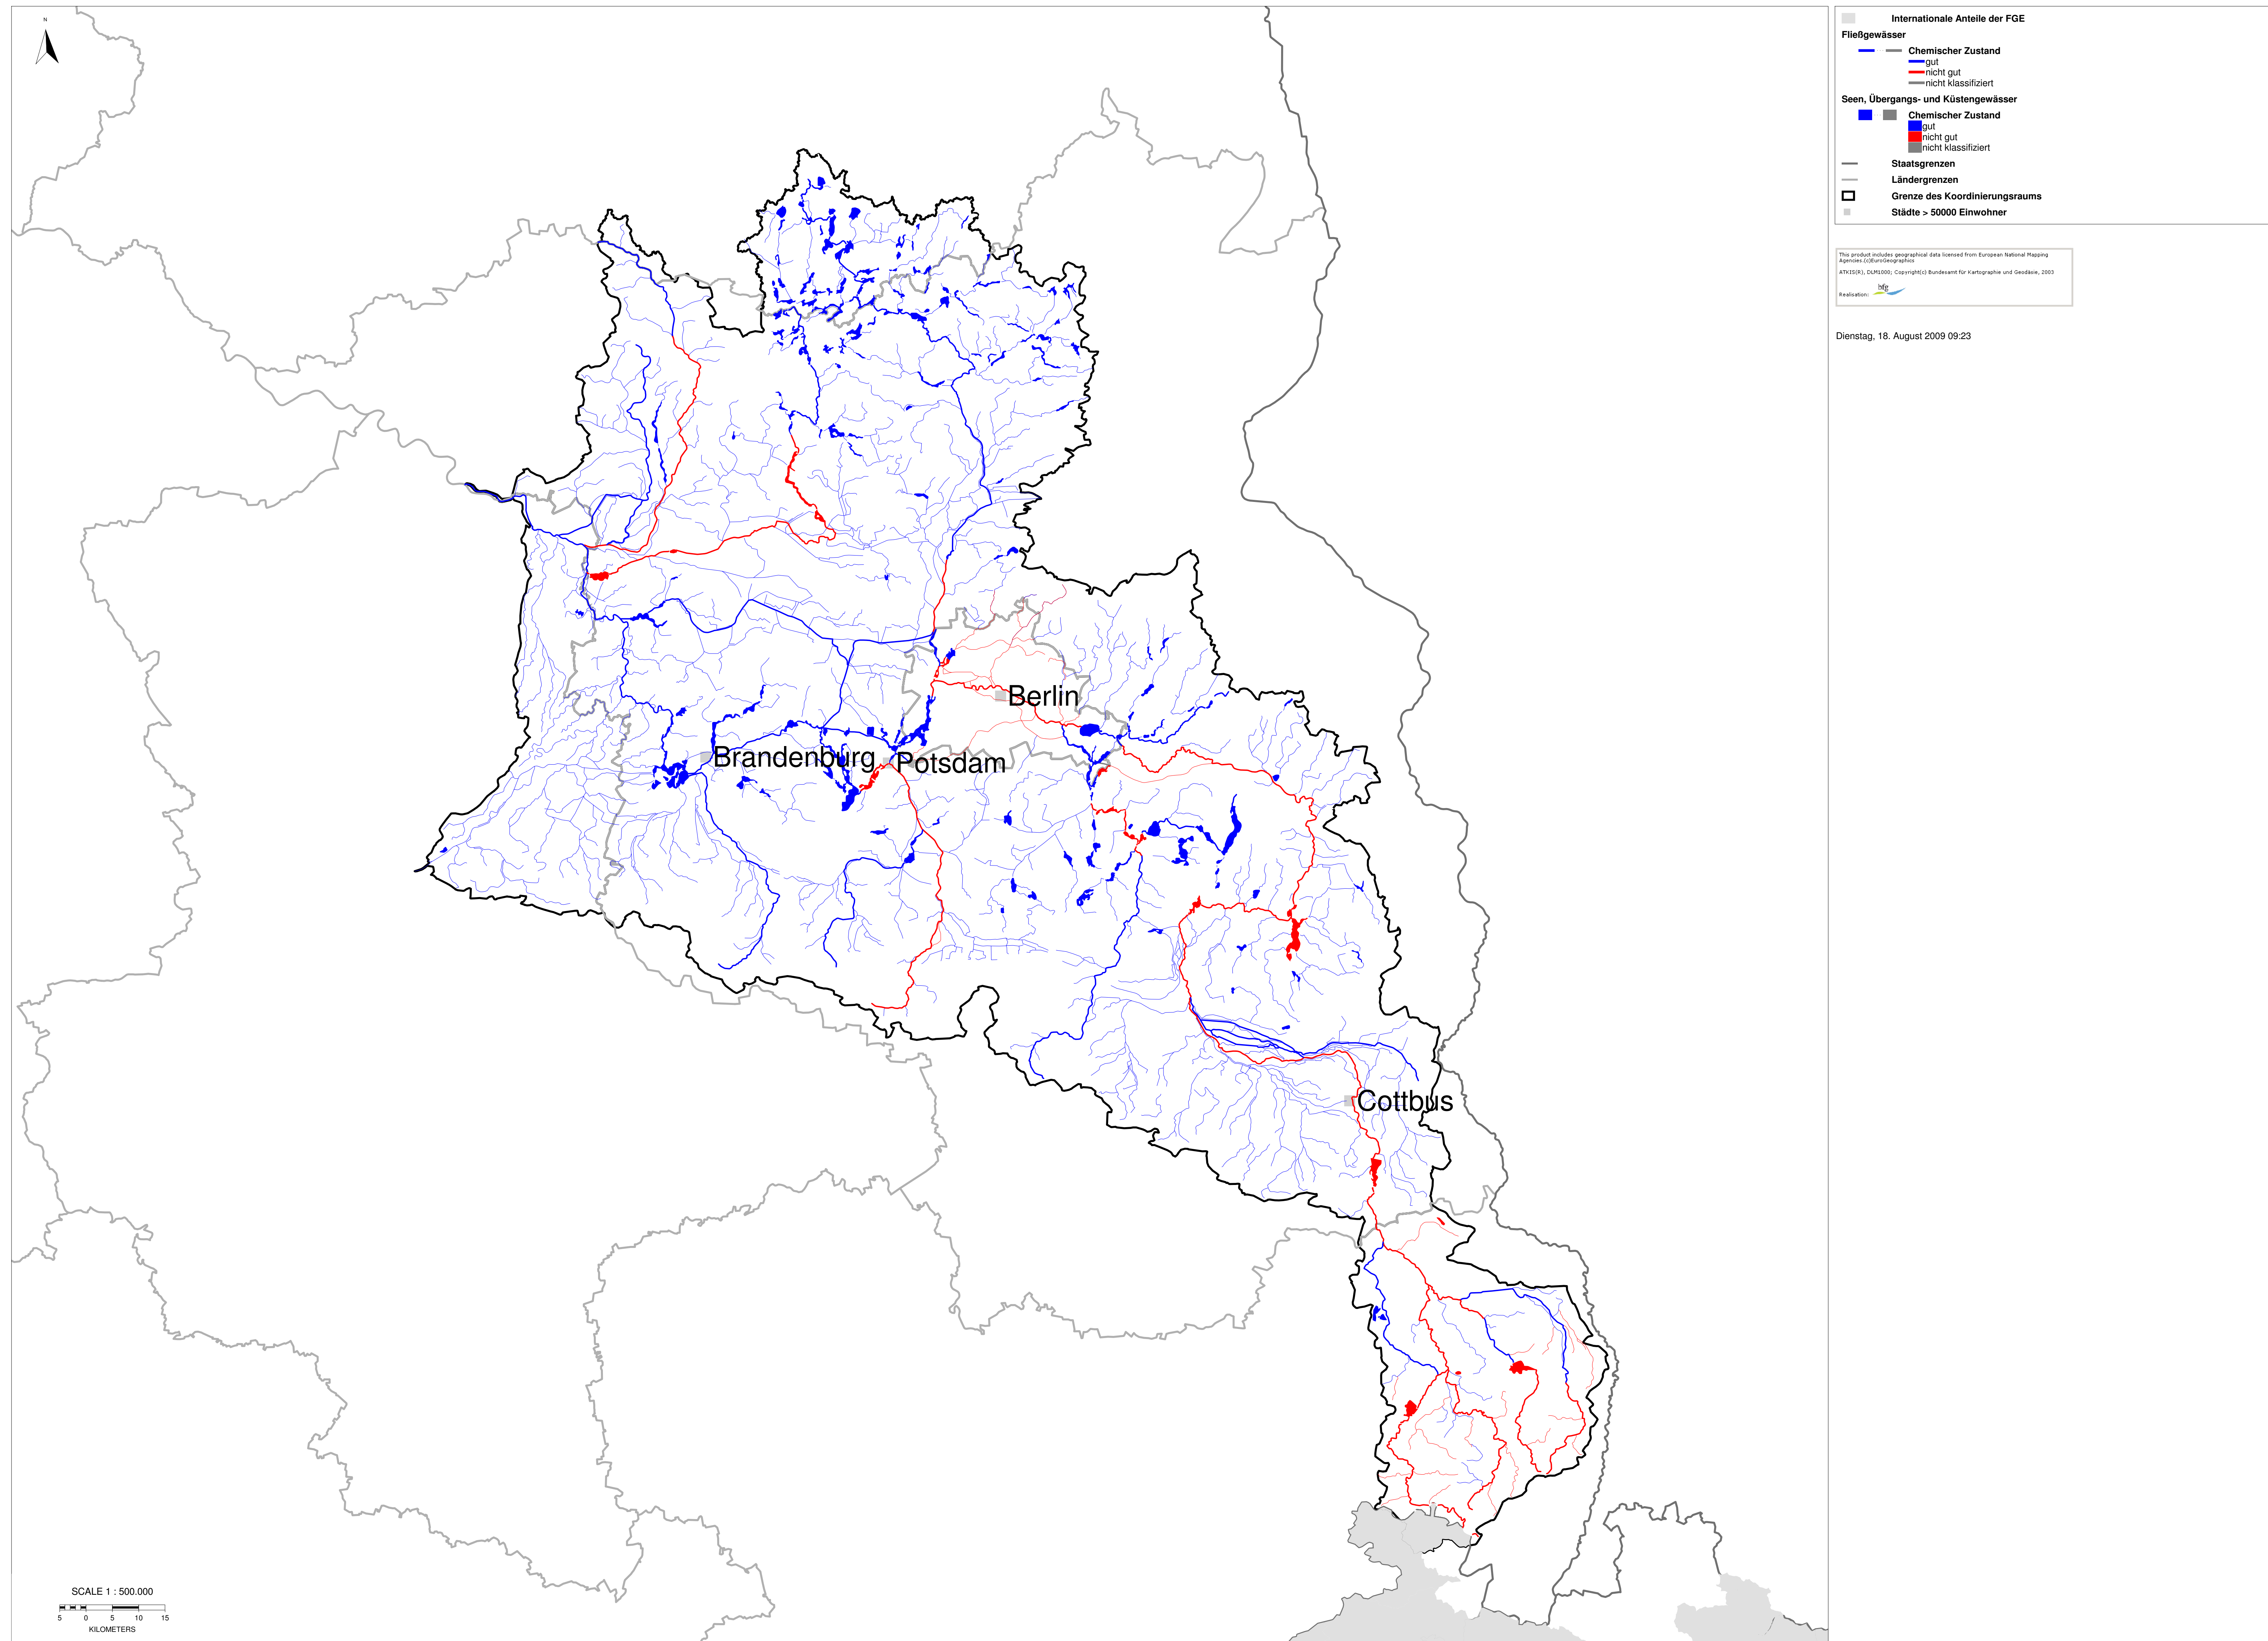 N
Berlin
Brandenburg
Potsdam
Cottbus
SCALE 1 : 500.000
5 0 5 10 15
KILOMETERS
Internationale Anteile der FGE
Fließgewässer
Chemischer Zustand
gut
nicht gut
nicht klassifiziert
Seen, Übergangs- und Küstengewässer
Chemischer Zustand
gut
nicht gut
nicht klassifiziert
Staatsgrenzen
Ländergrenzen
Grenze des Koordinierungsraums
Städte > 50000 Einwohner
This product includes geographical data licensed from European National Mapping
Agencies.(c)EuroGeographics
ATKIS(R), DLM1000; Copyright(c) Bundesamt für Kartographie und Geodäsie, 2003
Realisation: bfg
Dienstag, 18. August 2009 09:23